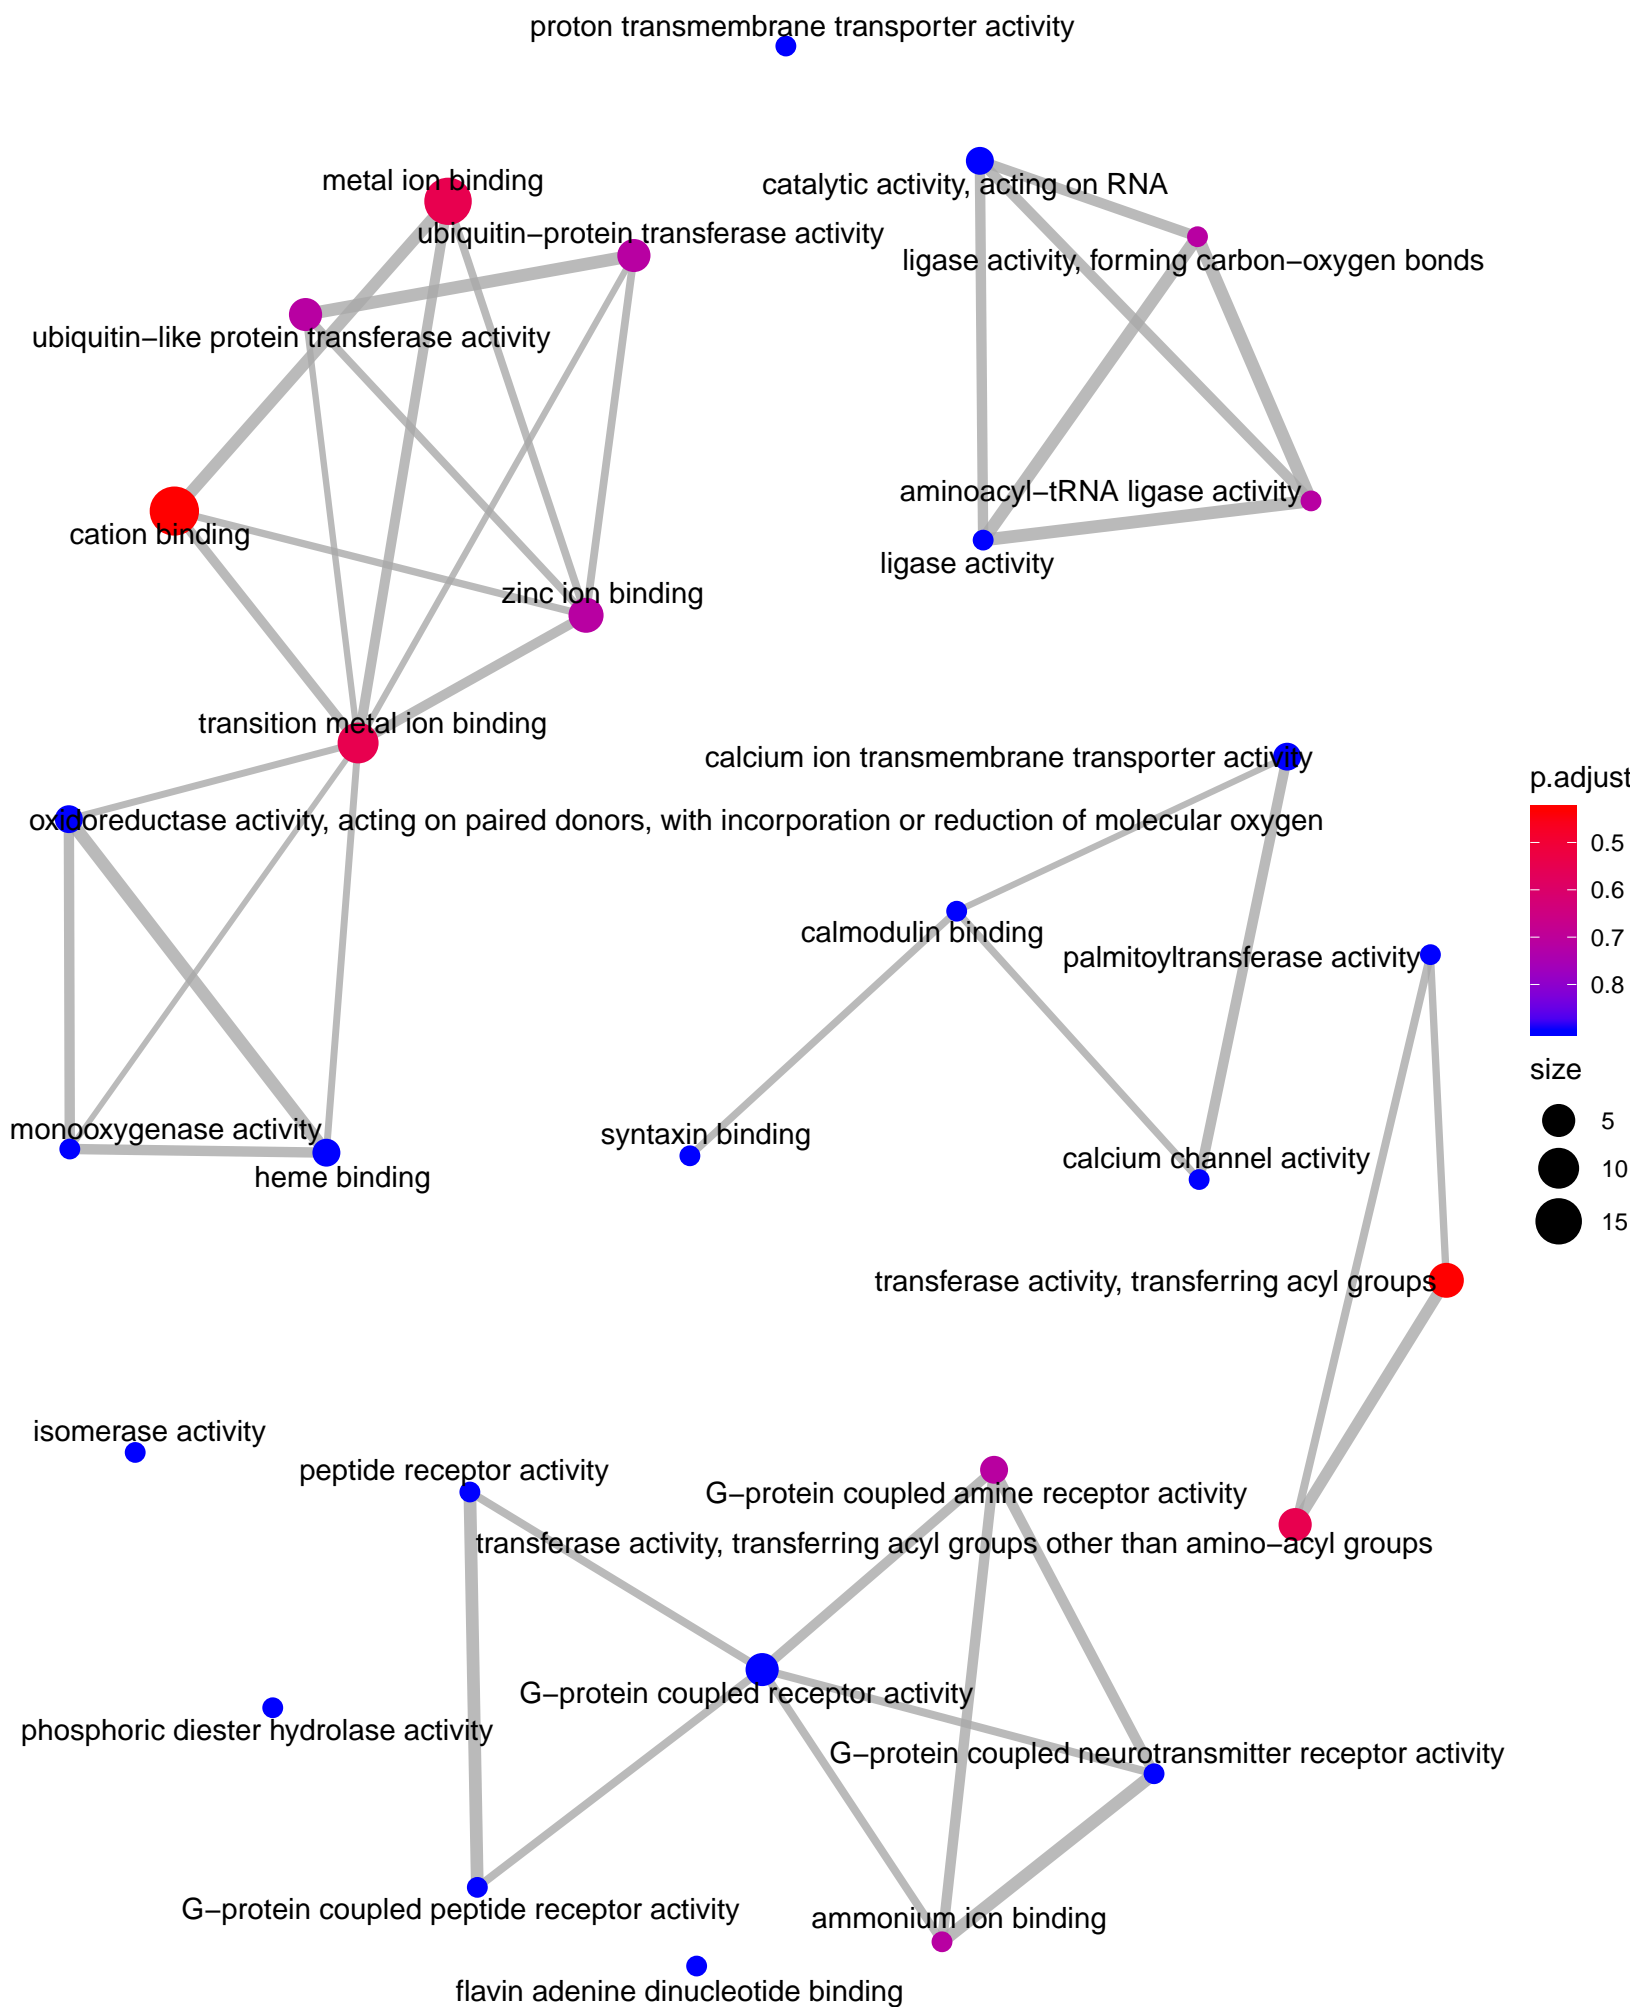 proton transmembrane transporter activity
metal ion binding
catalytic activity, acting on RNA
ubiquitin−protein transferase activity
ligase activity, forming carbon−oxygen bonds
ubiquitin−like protein transferase activity
aminoacyl−tRNA ligase activity
cation binding
ligase activity
zinc ion binding
transition metal ion binding
calcium ion transmembrane transporter activity
oxidoreductase activity, acting on paired donors, with incorporation or reduction of molecular oxygen
calmodulin binding
palmitoyltransferase activity
monooxygenase activity
syntaxin binding
calcium channel activity
heme binding
transferase activity, transferring acyl groups
isomerase activity
peptide receptor activity
G−protein coupled amine receptor activity
transferase activity, transferring acyl groups other than amino−acyl groups
G−protein coupled receptor activity
phosphoric diester hydrolase activity
G−protein coupled neurotransmitter receptor activity
G−protein coupled peptide receptor activity
ammonium ion binding
flavin adenine dinucleotide binding
p.adjust
0.5
0.6
0.7
0.8
size
5
10
15